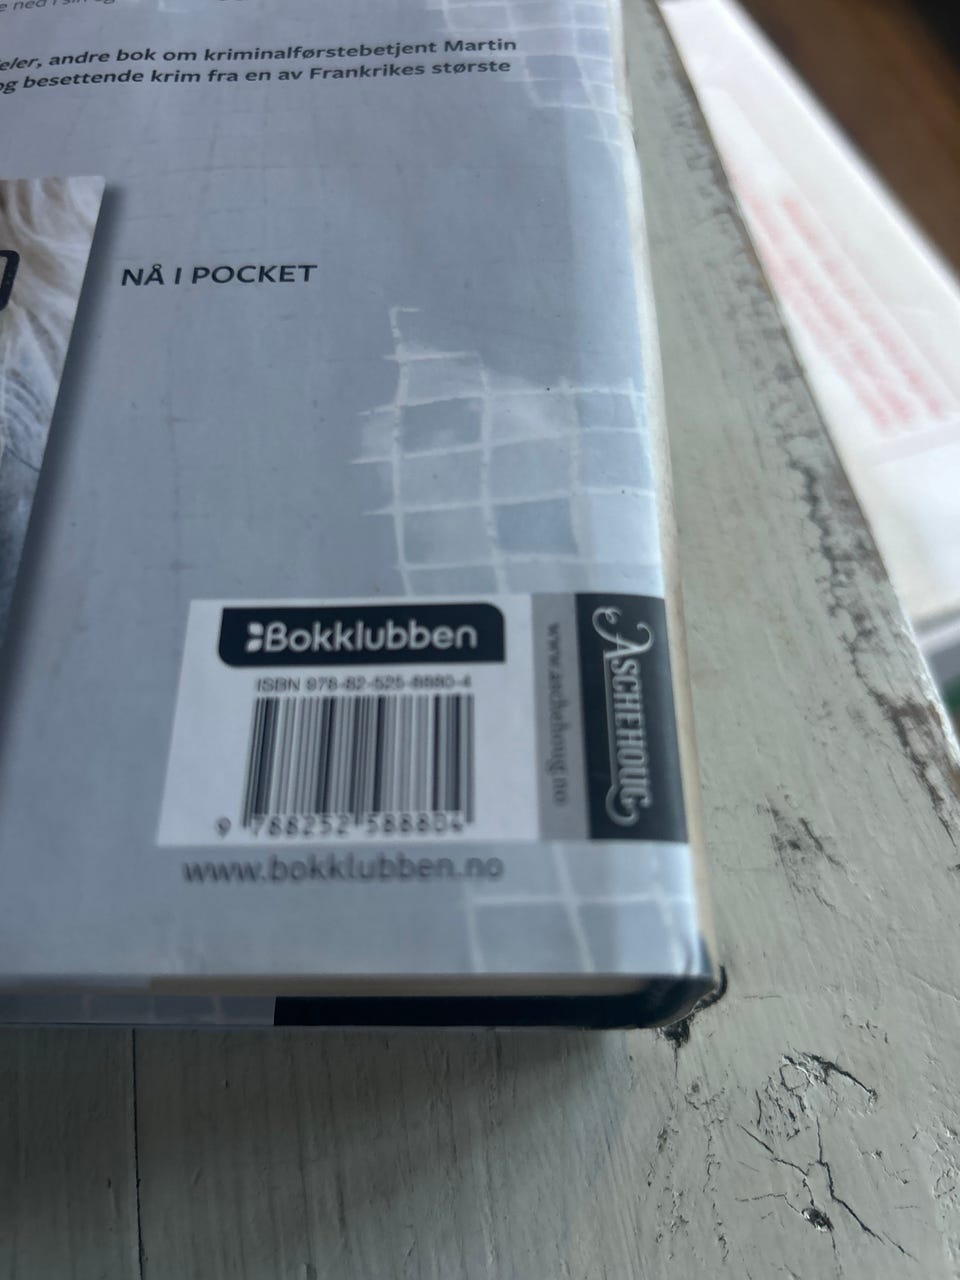 andre bok om kriminalførstebetjent Martin
og besettende krim fra en av Frankrikes største
NÅ I POCKET
Bokklubben
ISBN 978-82-525-8880-4
9 788252 588804
www.bokklubben.no
www.aschehoug.no
ASCHEHOUG